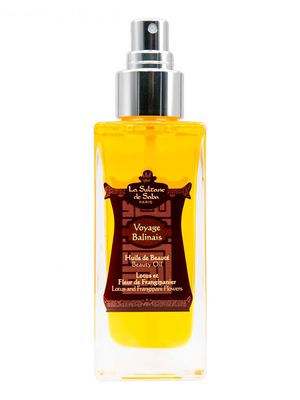 La Sultane
de Saba
PARIS
Voyage
Balinais
Huile de Beauté
Beauty Oil
Lotus et
Fleur de Frangipanier
Lotus and Frangipani Flowers